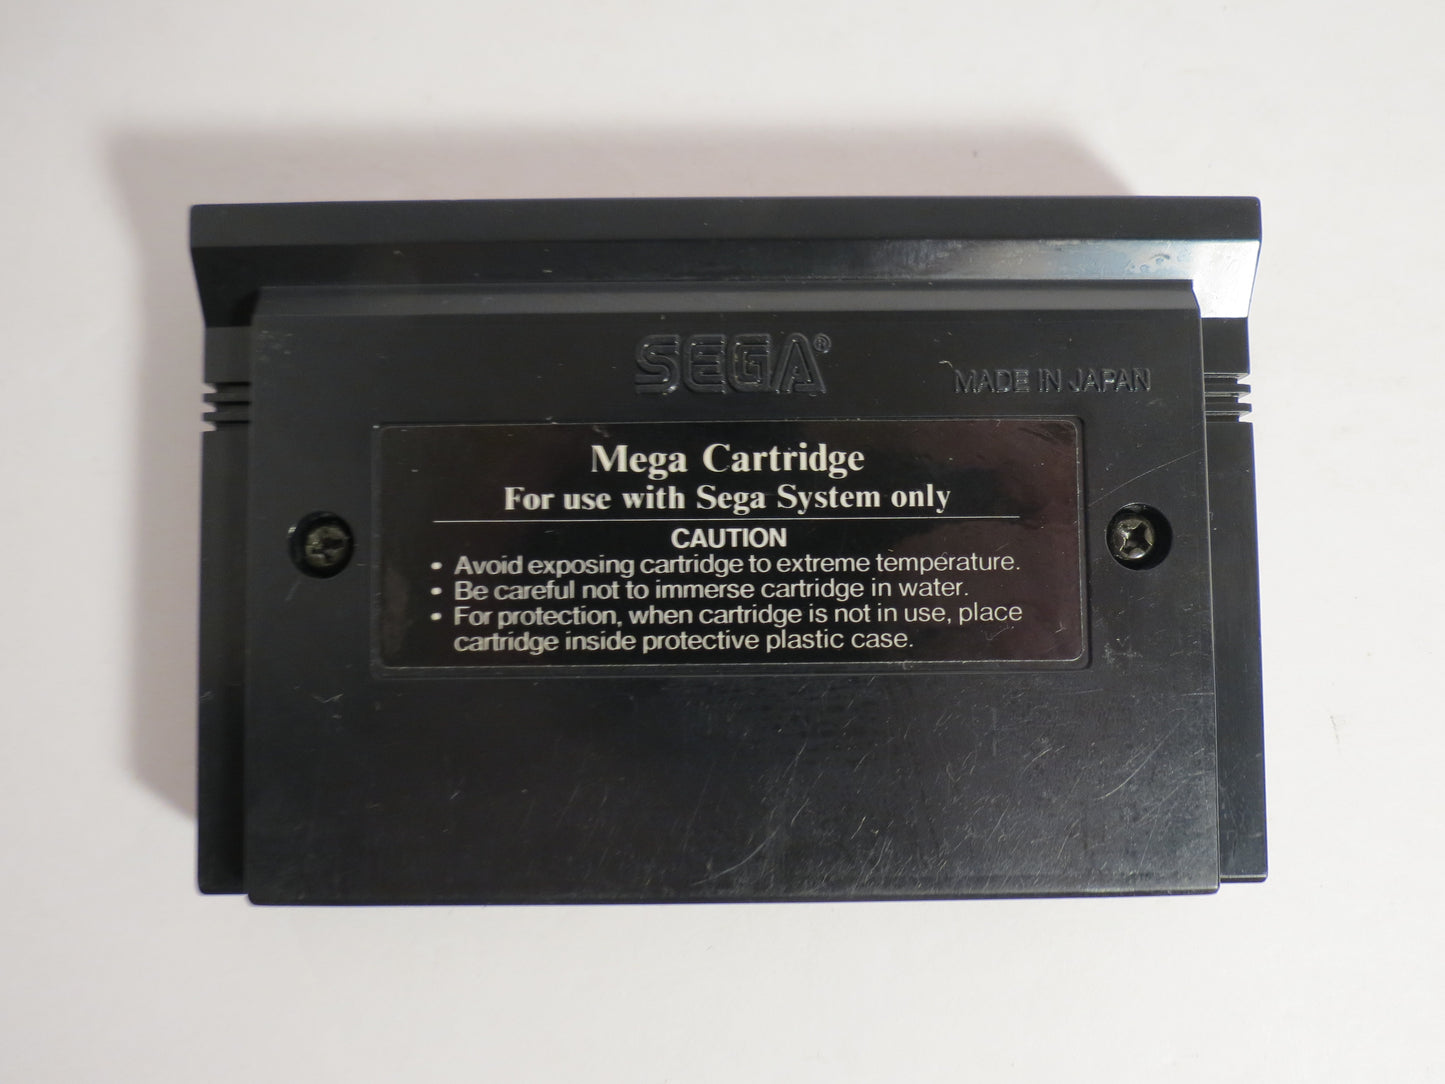 SEGA®
MADE IN JAPAN
Mega Cartridge
For use with Sega System only
CAUTION
• Avoid exposing cartridge to extreme temperature.
• Be careful not to immerse cartridge in water.
• For protection, when cartridge is not in use, place
cartridge inside protective plastic case.